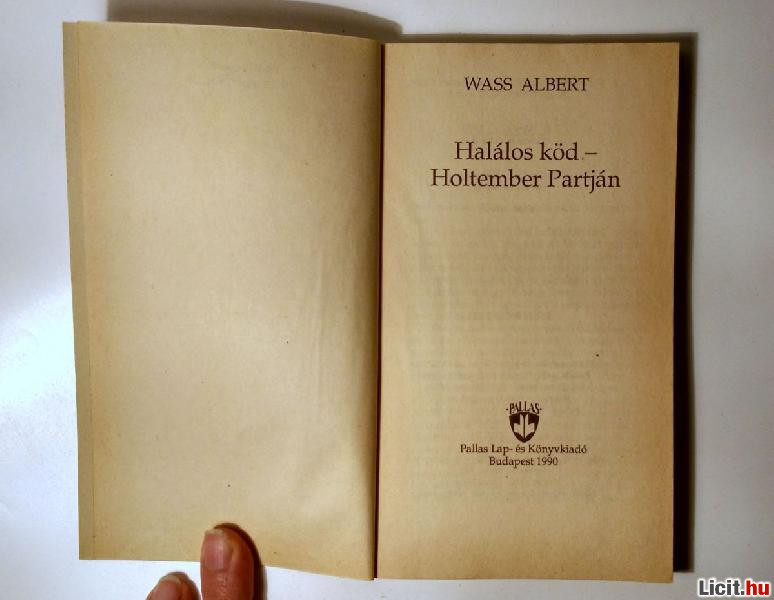 WASS ALBERT
Halálos köd –
Holtember Partján
·PALLAS·
Pallas Lap- és Könyvkiadó
Budapest 1990
Licit.hu